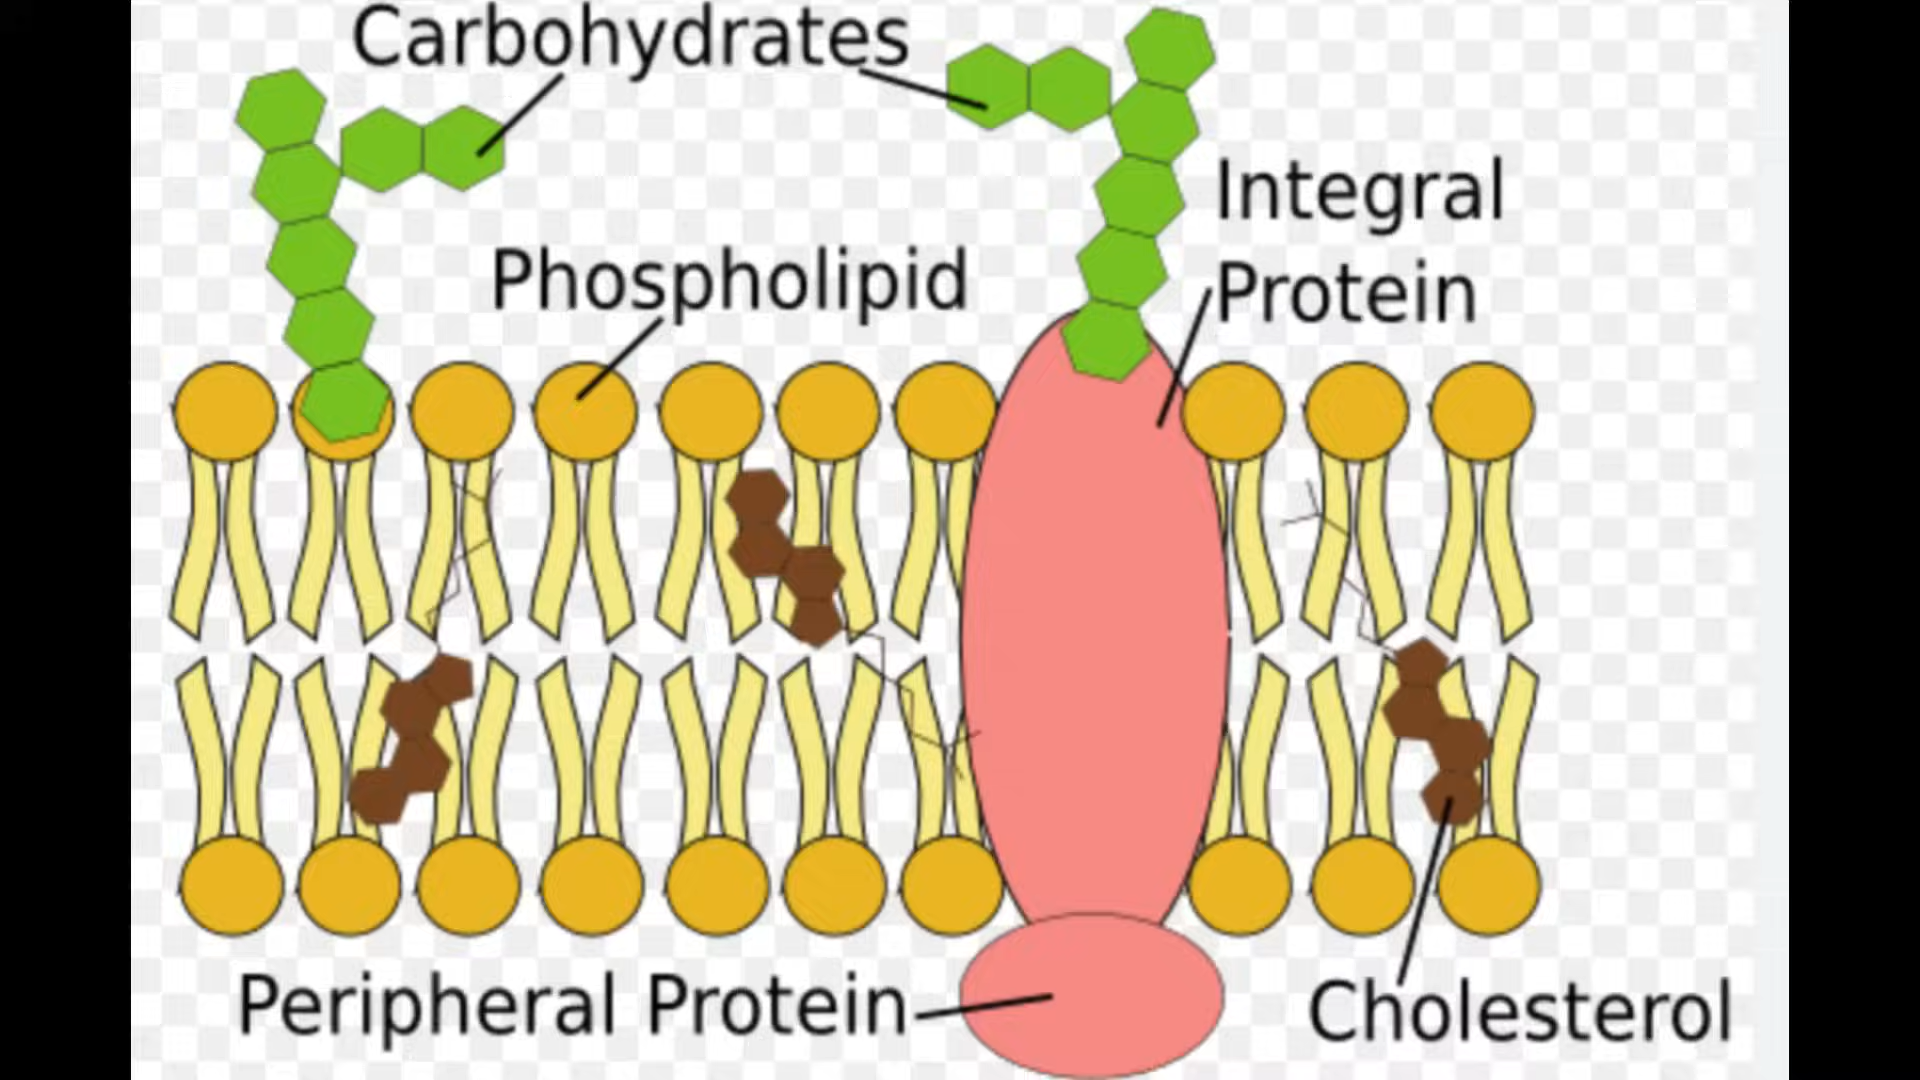 Carbohydrates
Integral
Protein
Phospholipid
Peripheral Protein
Cholesterol